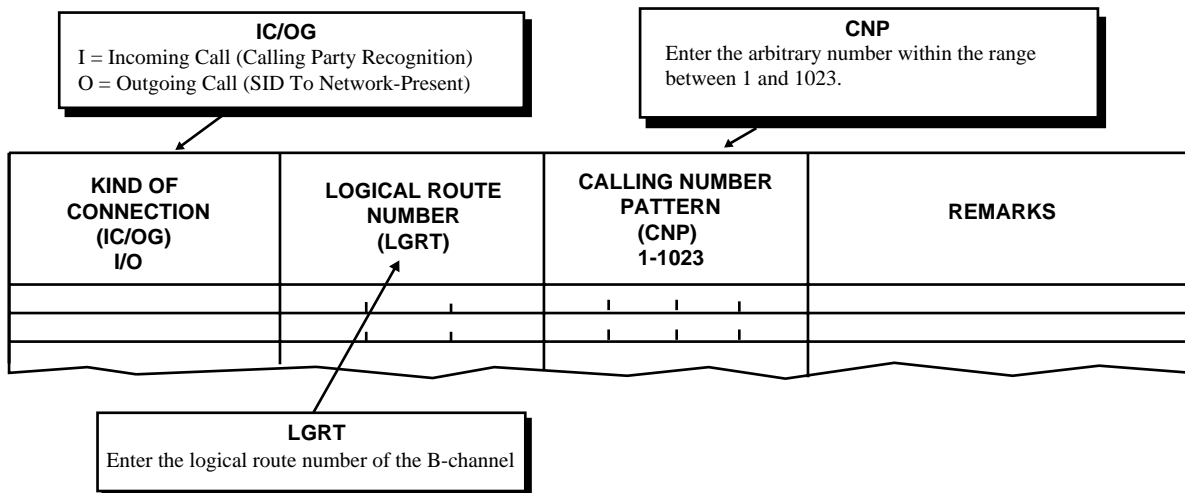 IC/OG
I = Incoming Call (Calling Party Recognition)
O = Outgoing Call (SID To Network-Present)
CNP
Enter the arbitrary number within the range
between 1 and 1023.
KIND OF
CONNECTION
(IC/OG)
I/O
LOGICAL ROUTE
NUMBER
(LGRT)
CALLING NUMBER
PATTERN
(CNP)
1-1023
REMARKS
LGRT
Enter the logical route number of the B-channel